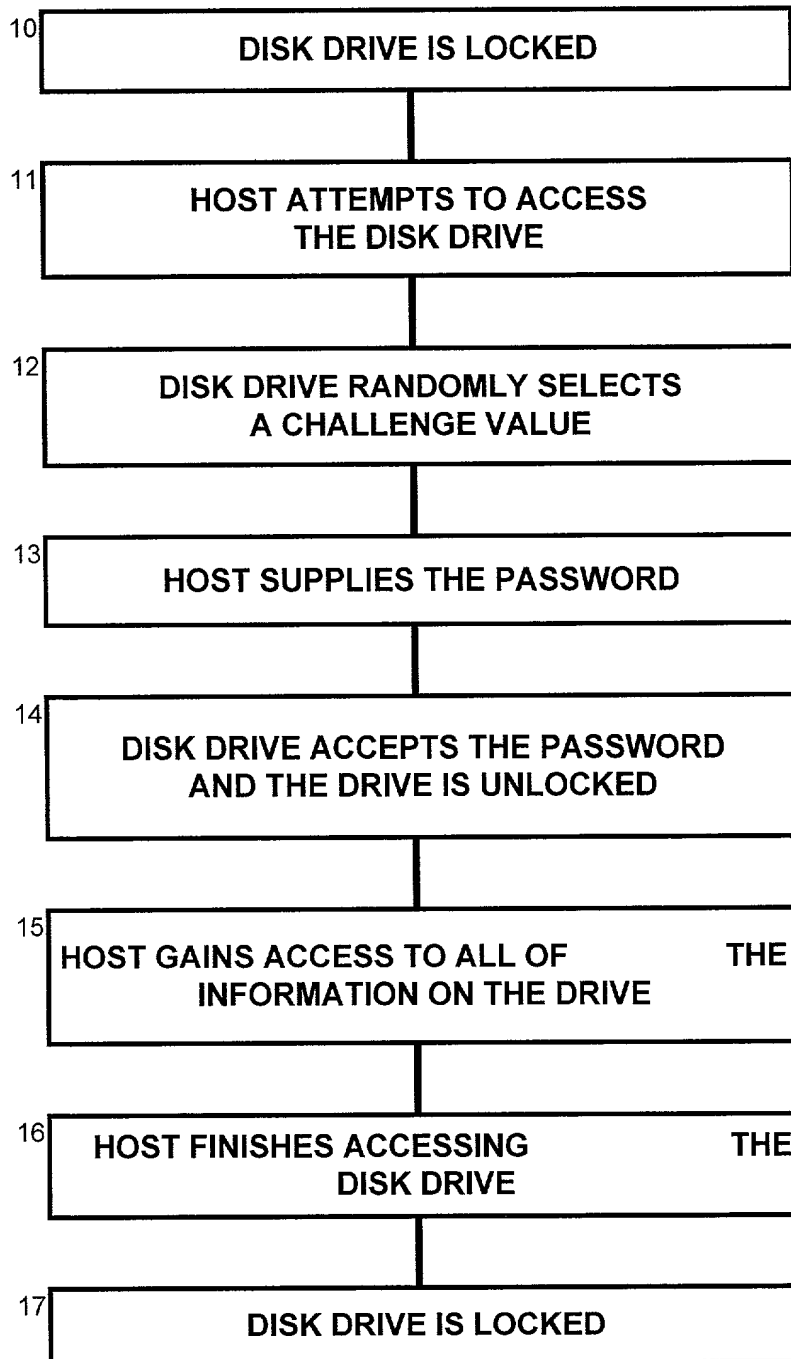 10
DISK DRIVE IS LOCKED
11
HOST ATTEMPTS TO ACCESS
THE DISK DRIVE
12
DISK DRIVE RANDOMLY SELECTS
A CHALLENGE VALUE
13
HOST SUPPLIES THE PASSWORD
14
DISK DRIVE ACCEPTS THE PASSWORD
AND THE DRIVE IS UNLOCKED
15
HOST GAINS ACCESS TO ALL OF THE
INFORMATION ON THE DRIVE
16
HOST FINISHES ACCESSING THE
DISK DRIVE
17
DISK DRIVE IS LOCKED